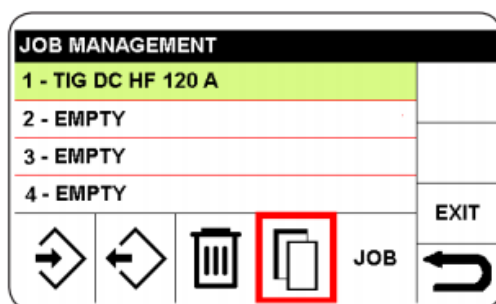 JOB MANAGEMENT
1 - TIG DC HF 120 A
2 - EMPTY
3 - EMPTY
4 - EMPTY
EXIT
JOB